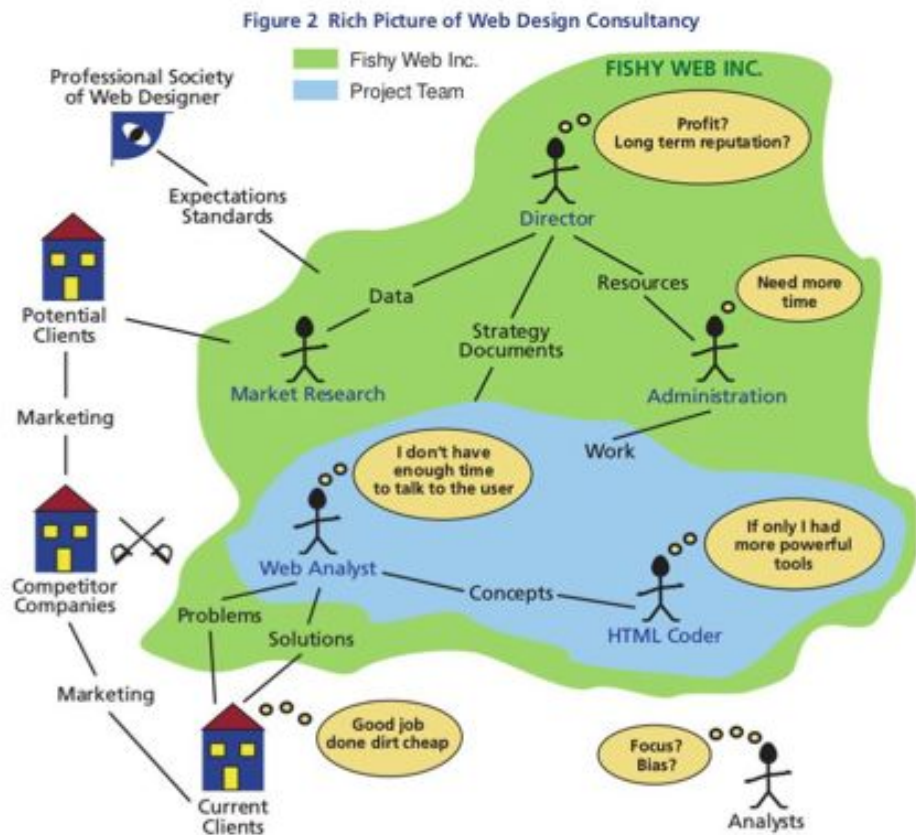 Figure 2 Rich Picture of Web Design Consultancy
Fishy Web Inc.
Project Team
FISHY WEB INC.
Professional Society
of Web Designer
Profit?
Long term reputation?
Expectations
Standards
Director
Data
Resources
Need more
time
Potential
Clients
Strategy
Documents
Market Research
Administration
Marketing
Work
I don't have
enough time
to talk to the user
If only I had
more powerful
tools
Competitor
Companies
Web Analyst
Concepts
HTML Coder
Problems
Solutions
Marketing
Good job
done dirt cheap
Focus?
Bias?
Current
Clients
Analysts